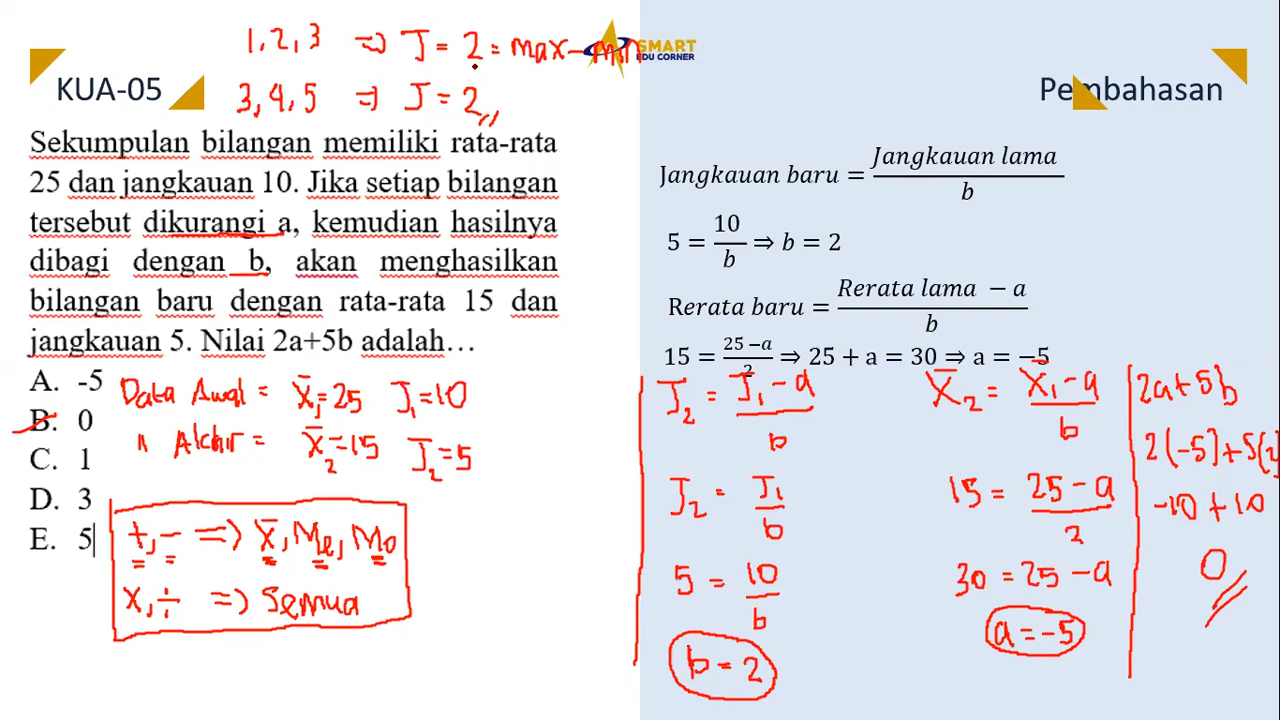 1, 2, 3 => J = 2 = max - min
SMART
EDU CORNER
3, 4, 5 => J = 2,,
KUA-05
Sekumpulan bilangan memiliki rata-rata
25 dan jangkauan 10. Jika setiap bilangan
tersebut dikurangi a, kemudian hasilnya
dibagi dengan b, akan menghasilkan
bilangan baru dengan rata-rata 15 dan
jangkauan 5. Nilai 2a+5b adalah…
A. -5
B. 0
C. 1
D. 3
E. 5
Data Awal = x̄₁=25 J₁=10
" Akhir = x̄₂=15 J₂=5
+, - => x̄, Me, Mo
x, ÷ => Semua
Pembahasan
Jangkauan baru = Jangkauan lama / b
5 = 10/b ⇒ b = 2
Rerata baru = Rerata lama − a / b
15 = 25−a / 2 ⇒ 25 + a = 30 ⇒ a = −5
J₂ = J₁ - a / b
J₂ = J₁ / b
5 = 10 / b
b = 2
x̄₂ = x̄₁ - a / b
15 = 25 - a / 2
30 = 25 - a
a = -5
2a + 5b
2(-5) + 5(2)
-10 + 10
0